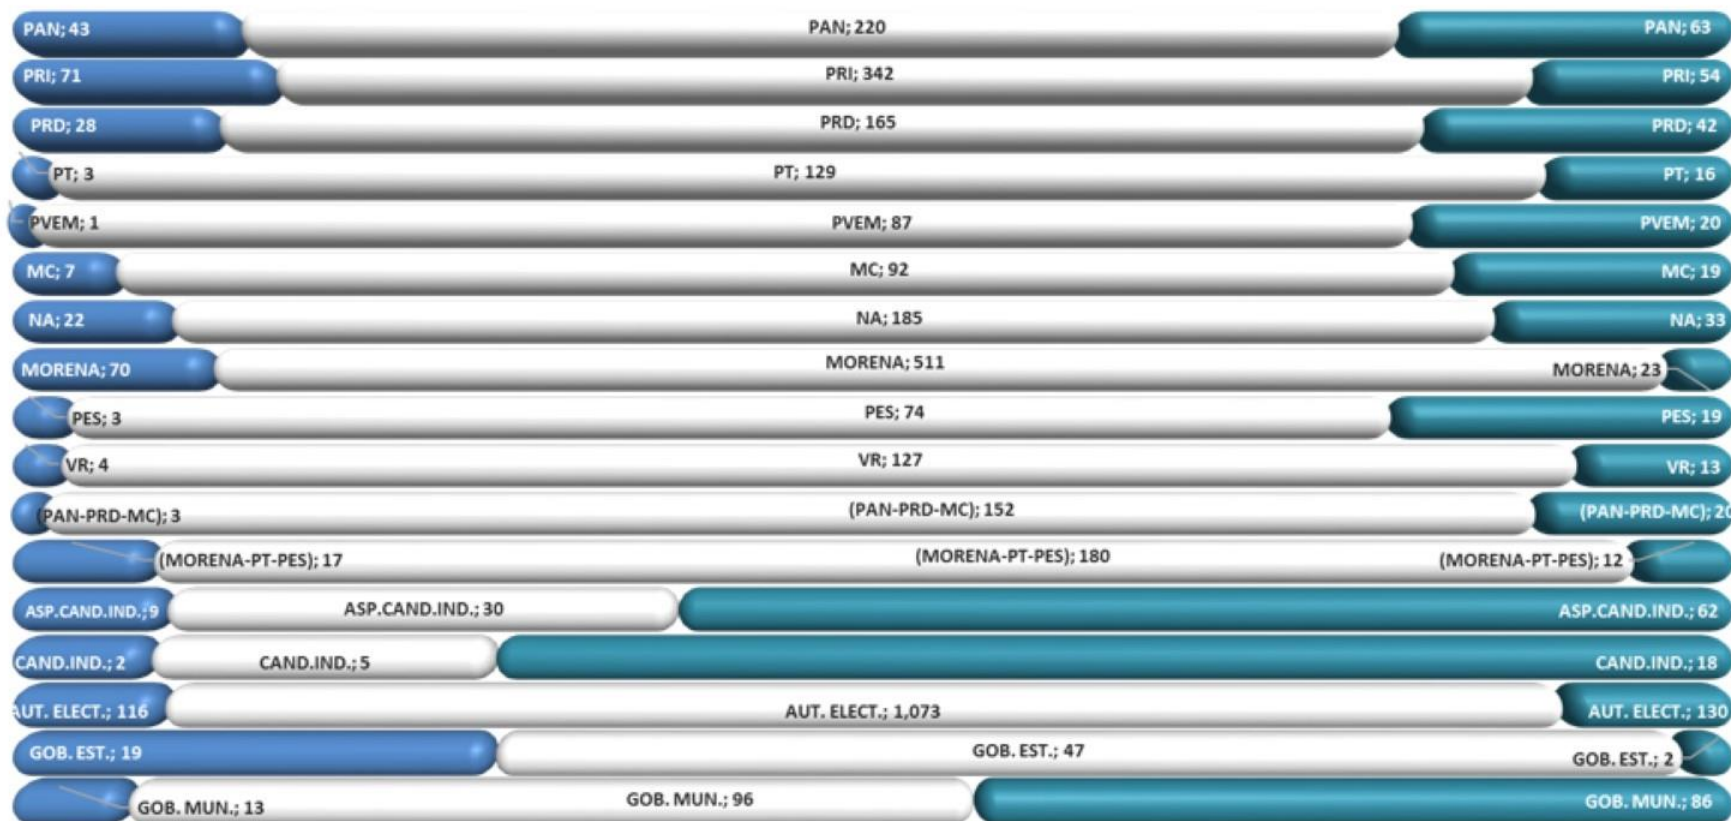 PAN; 43 PAN; 220 PAN; 63
PRI; 71 PRI; 342 PRI; 54
PRD; 28 PRD; 165 PRD; 42
PT; 3 PT; 129 PT; 16
PVEM; 1 PVEM; 87 PVEM; 20
MC; 7 MC; 92 MC; 19
NA; 22 NA; 185 NA; 33
MORENA; 70 MORENA; 511 MORENA; 23
PES; 3 PES; 74 PES; 19
VR; 4 VR; 127 VR; 13
(PAN-PRD-MC); 3 (PAN-PRD-MC); 152 (PAN-PRD-MC); 20
(MORENA-PT-PES); 17 (MORENA-PT-PES); 180 (MORENA-PT-PES); 12
ASP.CAND.IND.; 9 ASP.CAND.IND.; 30 ASP.CAND.IND.; 62
CAND.IND.; 2 CAND.IND.; 5 CAND.IND.; 18
AUT. ELECT.; 116 AUT. ELECT.; 1,073 AUT. ELECT.; 130
GOB. EST.; 19 GOB. EST.; 47 GOB. EST.; 2
GOB. MUN.; 13 GOB. MUN.; 96 GOB. MUN.; 86